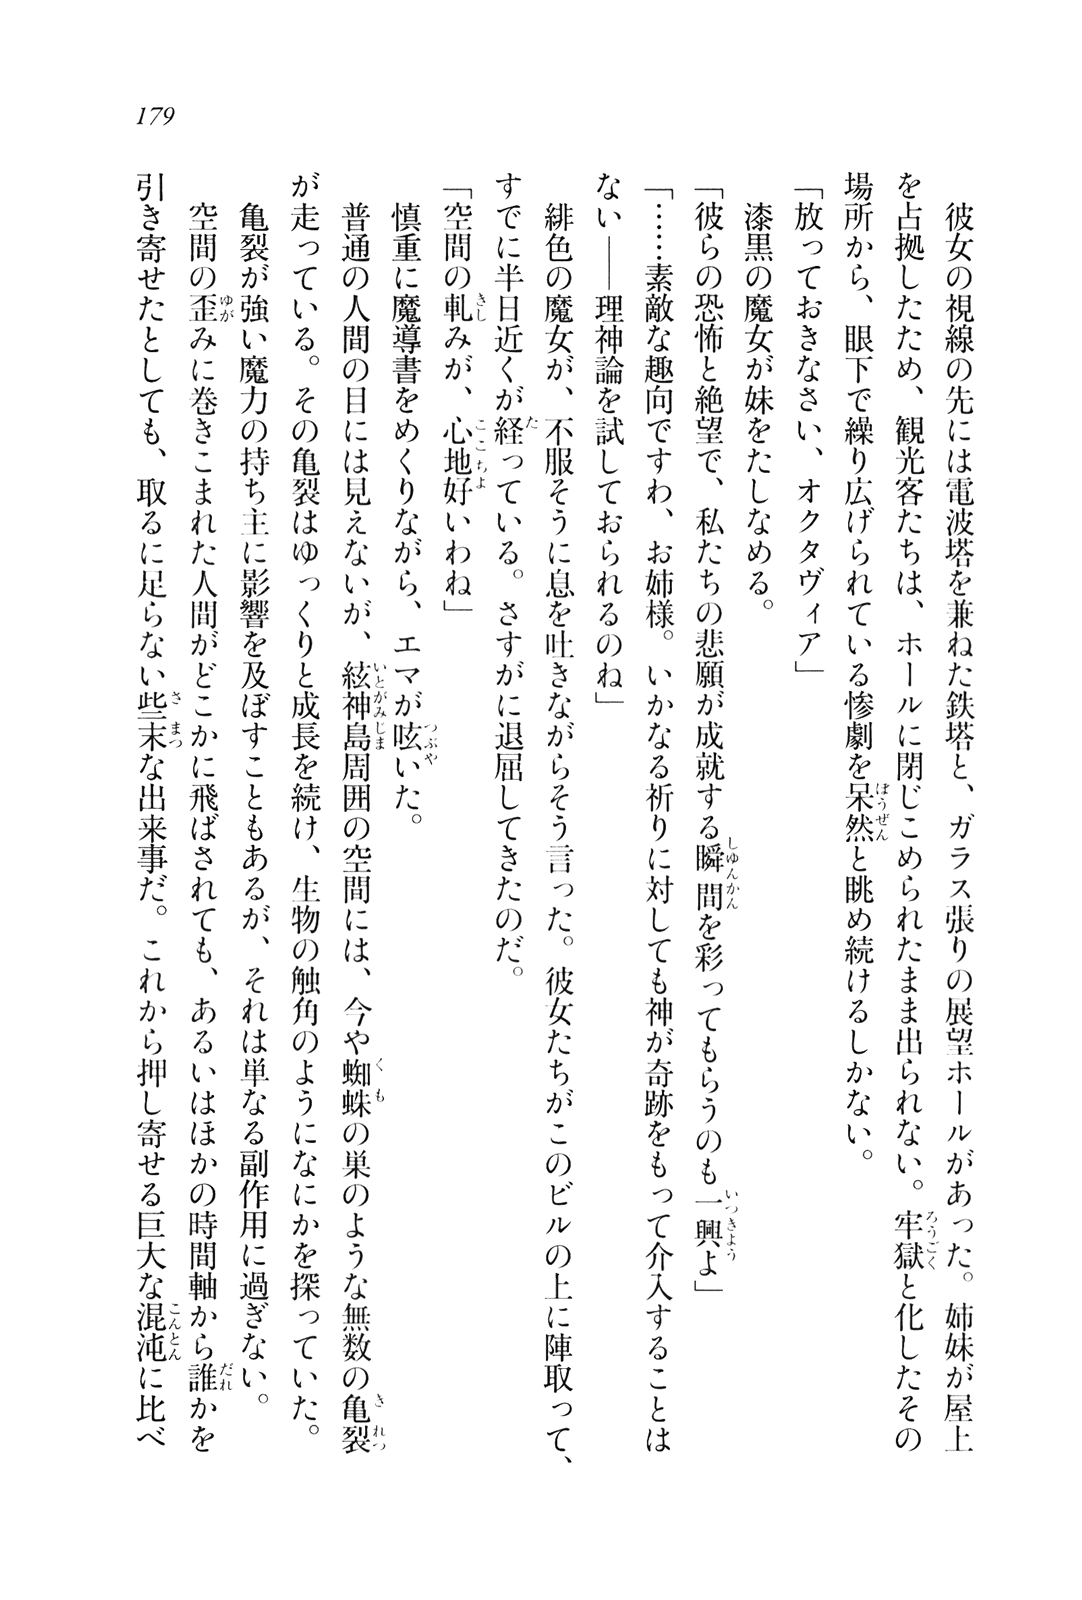 179
彼女の視線の先には電波塔を兼ねた鉄塔と、ガラス張りの展望ホールがあった。姉妹が屋上
を占拠したため、観光客たちは、ホールに閉じこめられたまま出られない。牢獄と化したその
場所から、眼下で繰り広げられている惨劇を呆然と眺め続けるしかない。
「放っておきなさい、オクタヴィア」
漆黒の魔女が妹をたしなめる。
「彼らの恐怖と絶望で、私たちの悲願が成就する瞬間を彩ってもらうのも一興よ」
「……素敵な趣向ですわ、お姉様。いかなる祈りに対しても神が奇跡をもって介入することは
ない――理神論を試しておられるのね」
緋色の魔女が、不服そうに息を吐きながらそう言った。彼女たちがこのビルの上に陣取って、
すでに半日近くが経っている。さすがに退屈してきたのだ。
「空間の軋みが、心地好いわね」
慎重に魔導書をめくりながら、エマが呟いた。
普通の人間の目には見えないが、絃神島周囲の空間には、今や蜘蛛の巣のような無数の亀裂
が走っている。その亀裂はゆっくりと成長を続け、生物の触角のようになにかを探っていた。
亀裂が強い魔力の持ち主に影響を及ぼすこともあるが、それは単なる副作用に過ぎない。
空間の歪みに巻きこまれた人間がどこかに飛ばされても、あるいはほかの時間軸から誰かを
引き寄せたとしても、取るに足らない些末な出来事だ。これから押し寄せる巨大な混沌に比べ